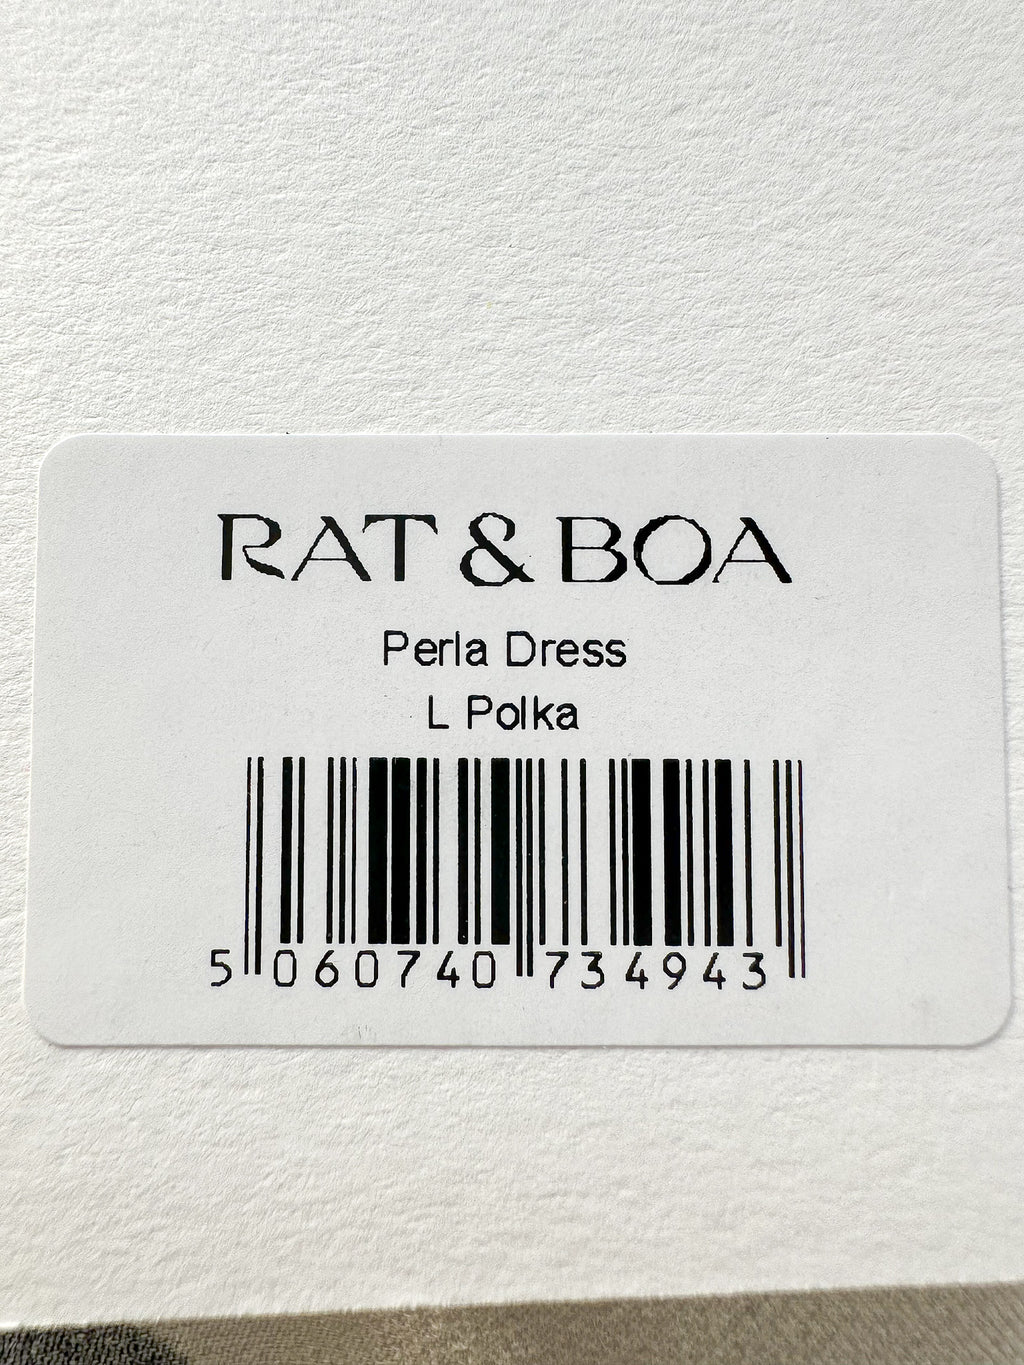 RAT & BOA
Perla Dress
L Polka
5 060740 734943